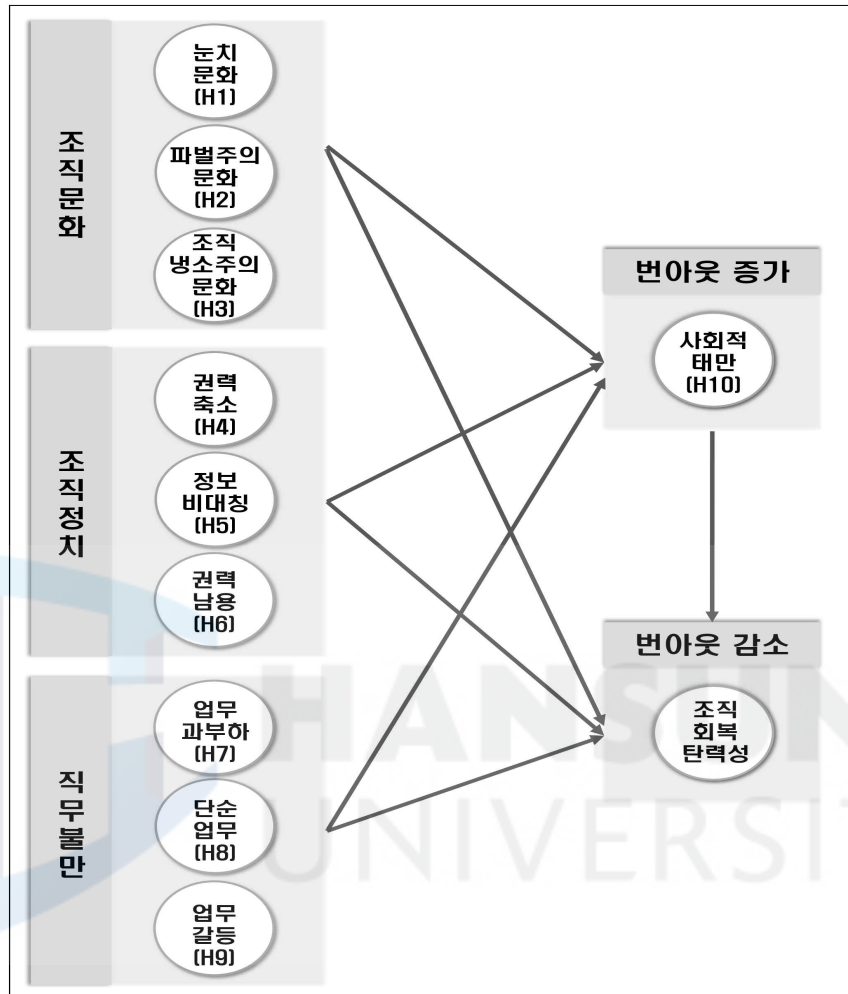 조직문화
눈치
문화
(H1)
파벌주의
문화
(H2)
조직
냉소주의
문화
(H3)
조직정치
권력
축소
(H4)
정보
비대칭
(H5)
권력
남용
(H6)
직무불만
업무
과부하
(H7)
단순
업무
(H8)
업무
갈등
(H9)
번아웃 증가
사회적
태만
(H10)
번아웃 감소
조직
회복
탄력성
HANSUN
UNIVERSI